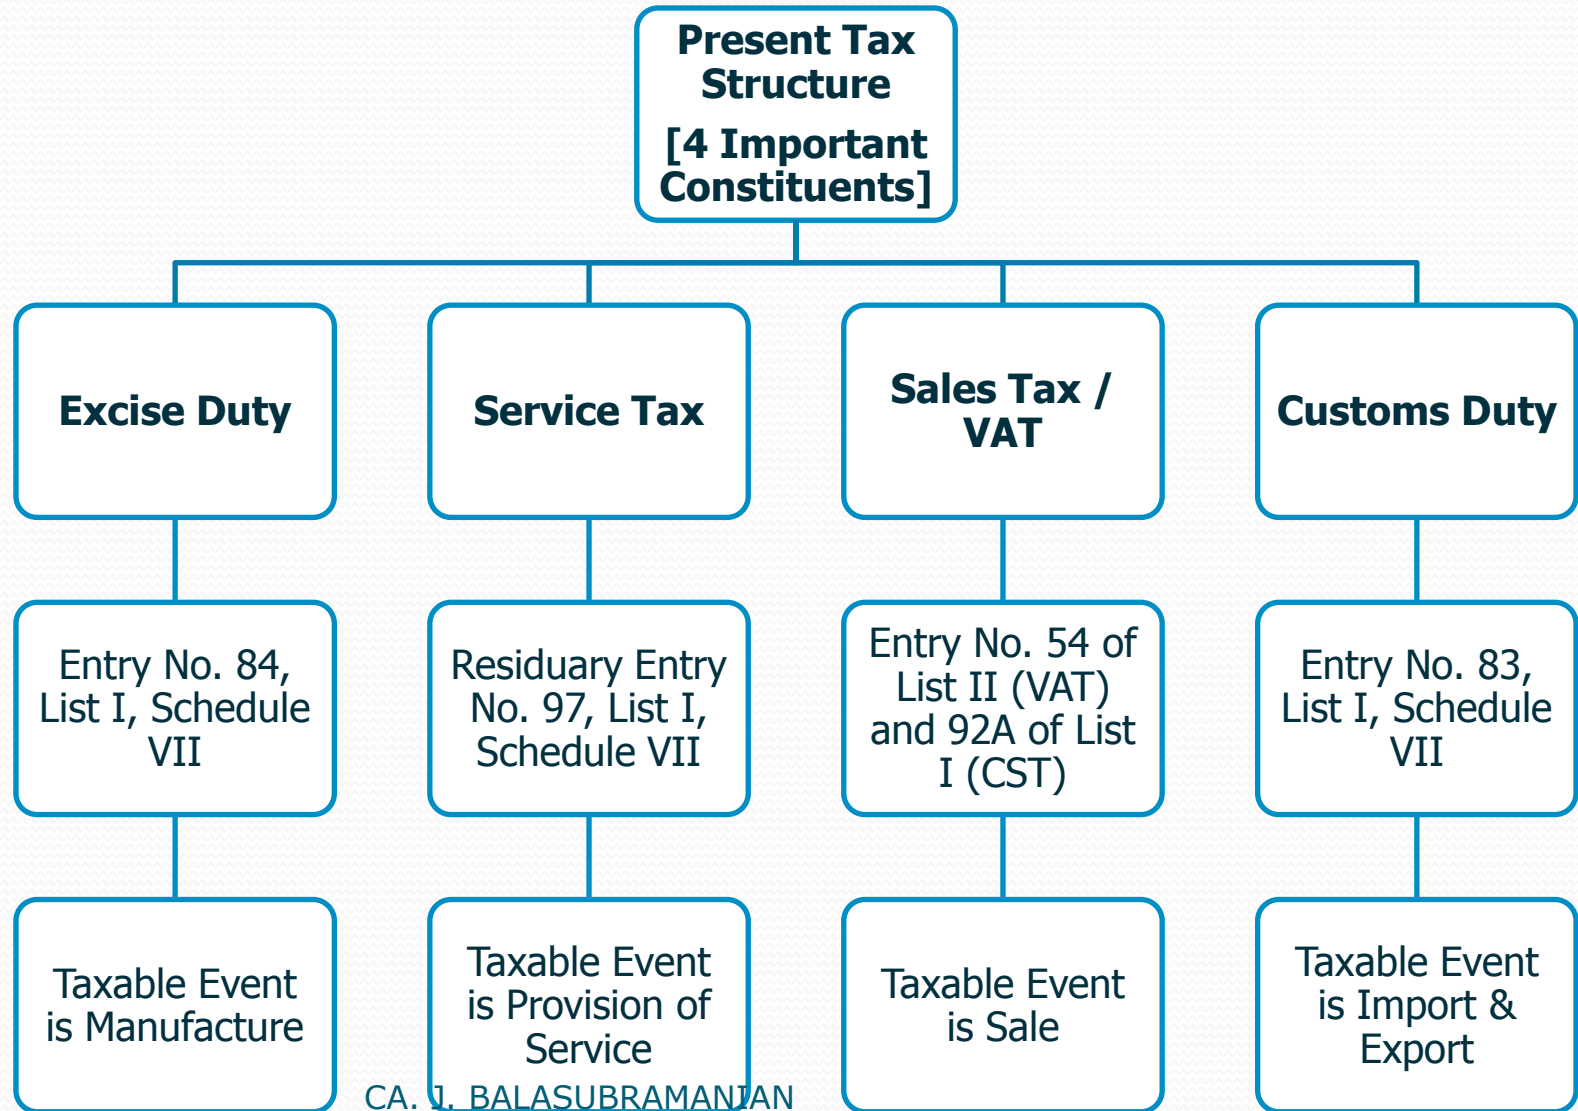 Present Tax
Structure
[4 Important
Constituents]
Excise Duty
Service Tax
Sales Tax /
VAT
Customs Duty
Entry No. 84,
List I, Schedule
VII
Residuary Entry
No. 97, List I,
Schedule VII
Entry No. 54 of
List II (VAT)
and 92A of List
I (CST)
Entry No. 83,
List I, Schedule
VII
Taxable Event
is Manufacture
Taxable Event
is Provision of
Service
Taxable Event
is Sale
Taxable Event
is Import &
Export
CA. J. BALASUBRAMANIAN